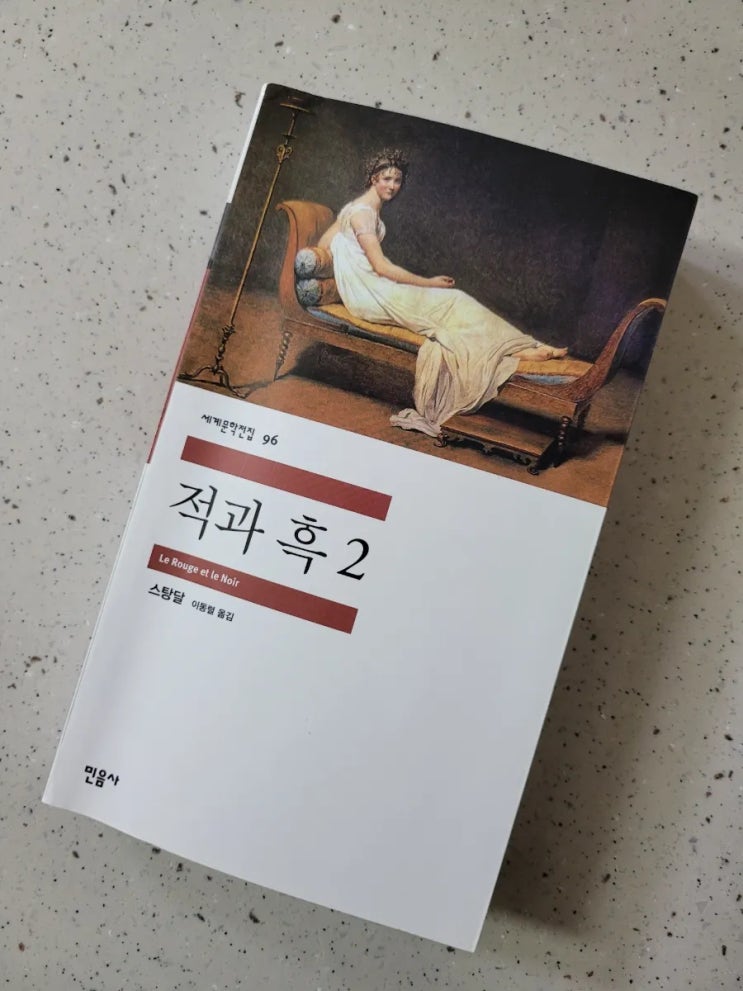 세계문학전집 96
적과 흑 2
Le Rouge et le Noir
스탕달 이동렬 옮김
민음사